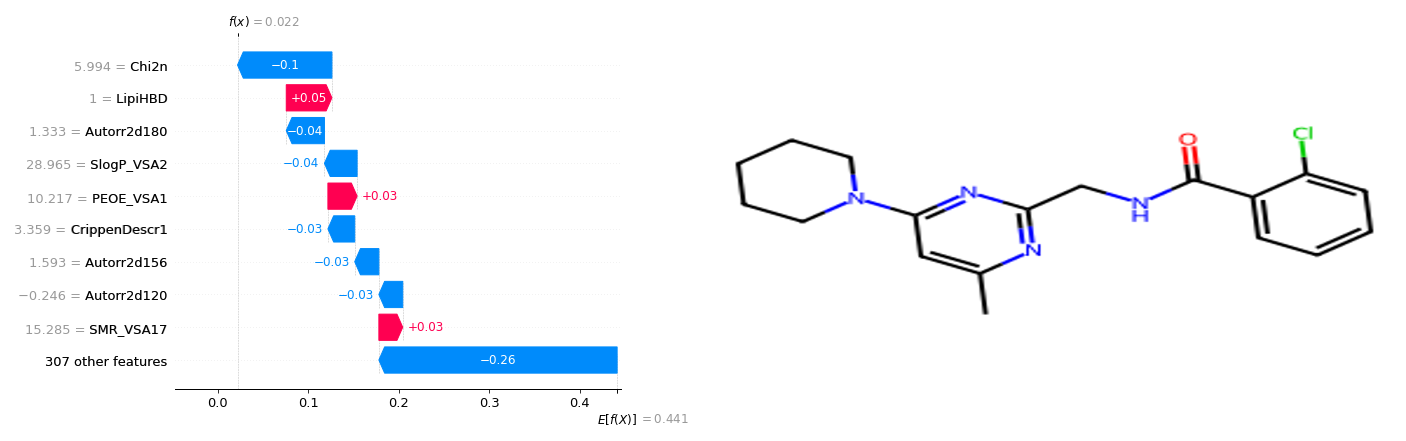 f(x) = 0.022
5.994 = Chi2n
−0.1
1 = LipiHBD
+0.05
1.333 = Autorr2d180
−0.04
28.965 = SlogP_VSA2
−0.04
10.217 = PEOE_VSA1
+0.03
3.359 = CrippenDescr1
−0.03
1.593 = Autorr2d156
−0.03
−0.246 = Autorr2d120
−0.03
15.285 = SMR_VSA17
+0.03
307 other features
−0.26
0.0 0.1 0.2 0.3 0.4
E[f(X)] = 0.441
O
Cl
N
N
N
N
H
N